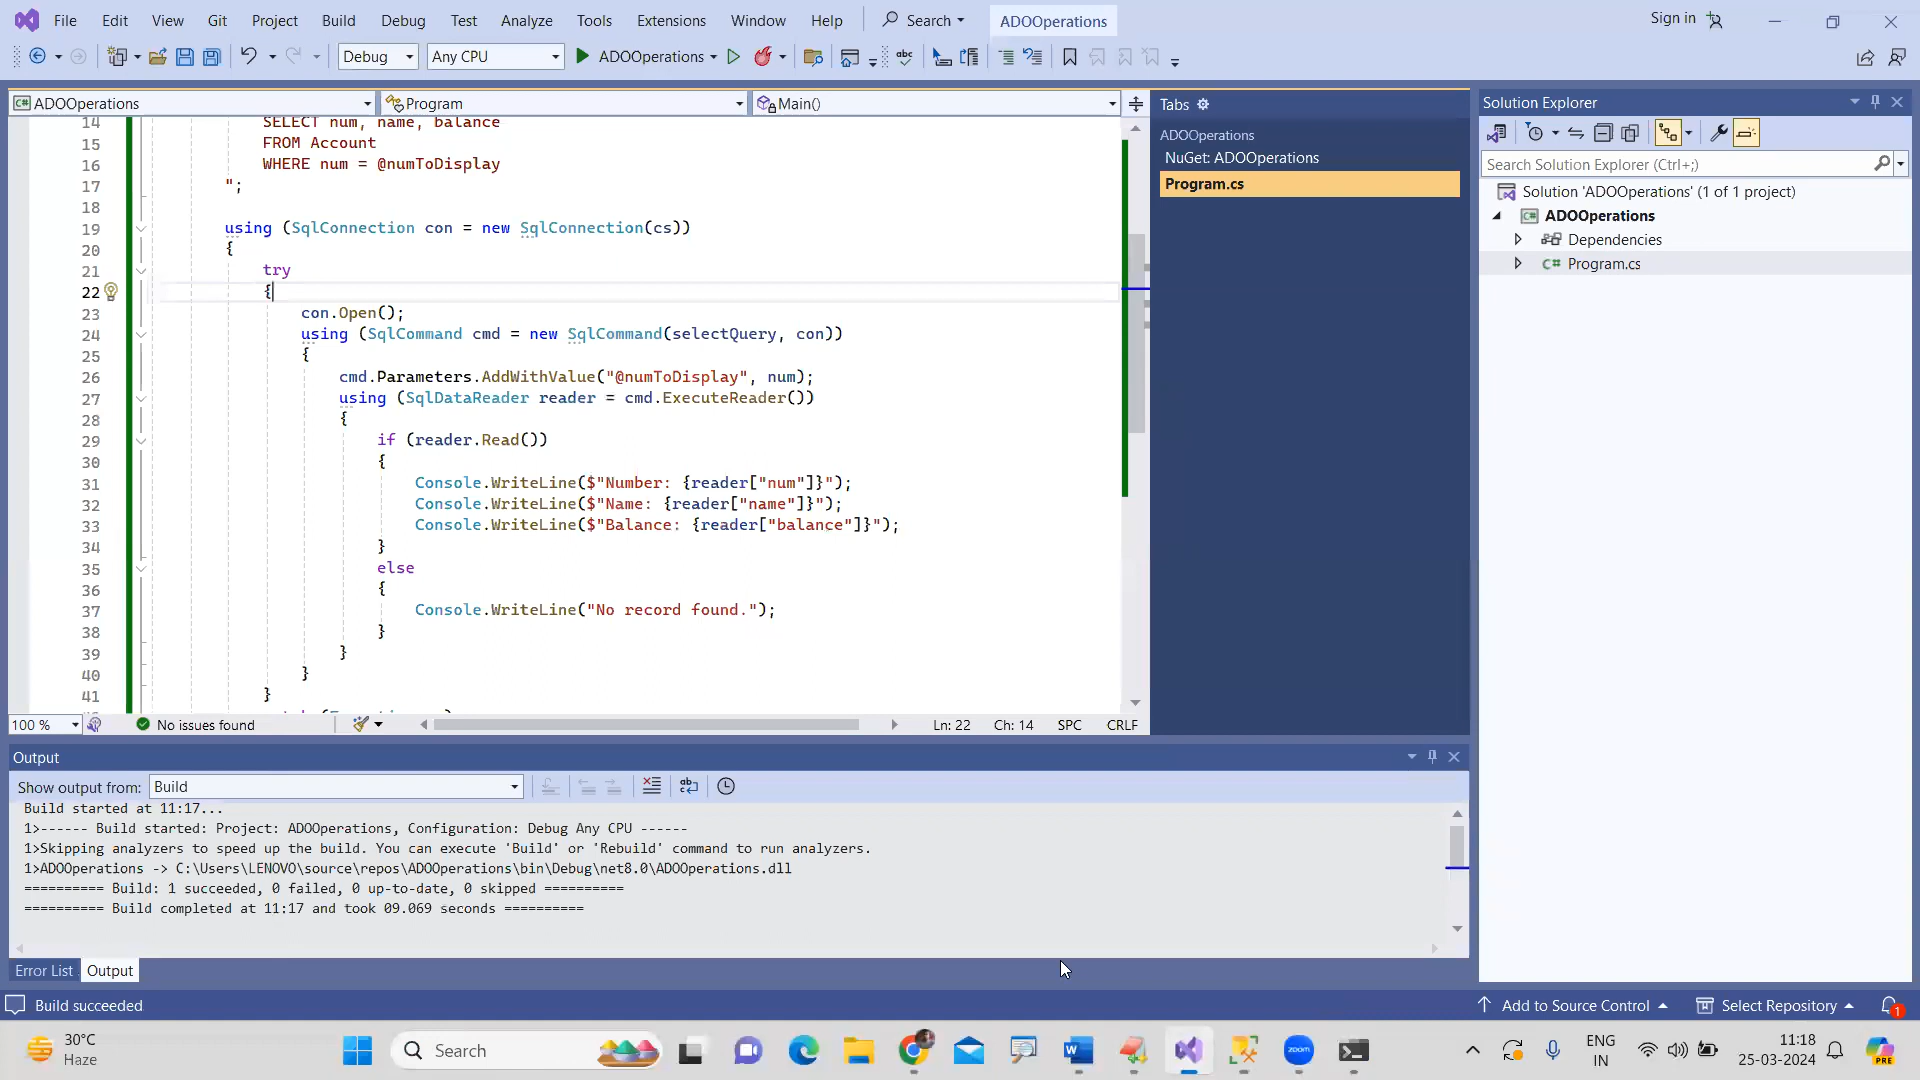 File Edit View Git Project Build Debug Test Analyze Tools Extensions Window Help Search ADOOperations Sign in
Debug Any CPU ADOOperations
ADOOperations Program Main()
14 SELECT num, name, balance
15 FROM Account
16 WHERE num = @numToDisplay
17 ";
18
19 using (SqlConnection con = new SqlConnection(cs))
20 {
21 try
22 {
23 con.Open();
24 using (SqlCommand cmd = new SqlCommand(selectQuery, con))
25 {
26 cmd.Parameters.AddWithValue("@numToDisplay", num);
27 using (SqlDataReader reader = cmd.ExecuteReader())
28 {
29 if (reader.Read())
30 {
31 Console.WriteLine($"Number: {reader["num"]}");
32 Console.WriteLine($"Name: {reader["name"]}");
33 Console.WriteLine($"Balance: {reader["balance"]}");
34 }
35 else
36 {
37 Console.WriteLine("No record found.");
38 }
39 }
40 }
41 }
100 % No issues found Ln: 22 Ch: 14 SPC CRLF
Tabs
ADOOperations
NuGet: ADOOperations
Program.cs
Solution Explorer
Search Solution Explorer (Ctrl+;)
Solution 'ADOOperations' (1 of 1 project)
ADOOperations
Dependencies
C# Program.cs
Output
Show output from: Build
Build started at 11:17...
1>------ Build started: Project: ADOOperations, Configuration: Debug Any CPU ------
1>Skipping analyzers to speed up the build. You can execute 'Build' or 'Rebuild' command to run analyzers.
1>ADOOperations -> C:\Users\LENOVO\source\repos\ADOOperations\bin\Debug\net8.0\ADOOperations.dll
========== Build: 1 succeeded, 0 failed, 0 up-to-date, 0 skipped ==========
========== Build completed at 11:17 and took 09.069 seconds ==========
Error List Output
Build succeeded Add to Source Control Select Repository 1
30°C
Haze
Search
zoom
ENG
IN
11:18
25-03-2024
PRE